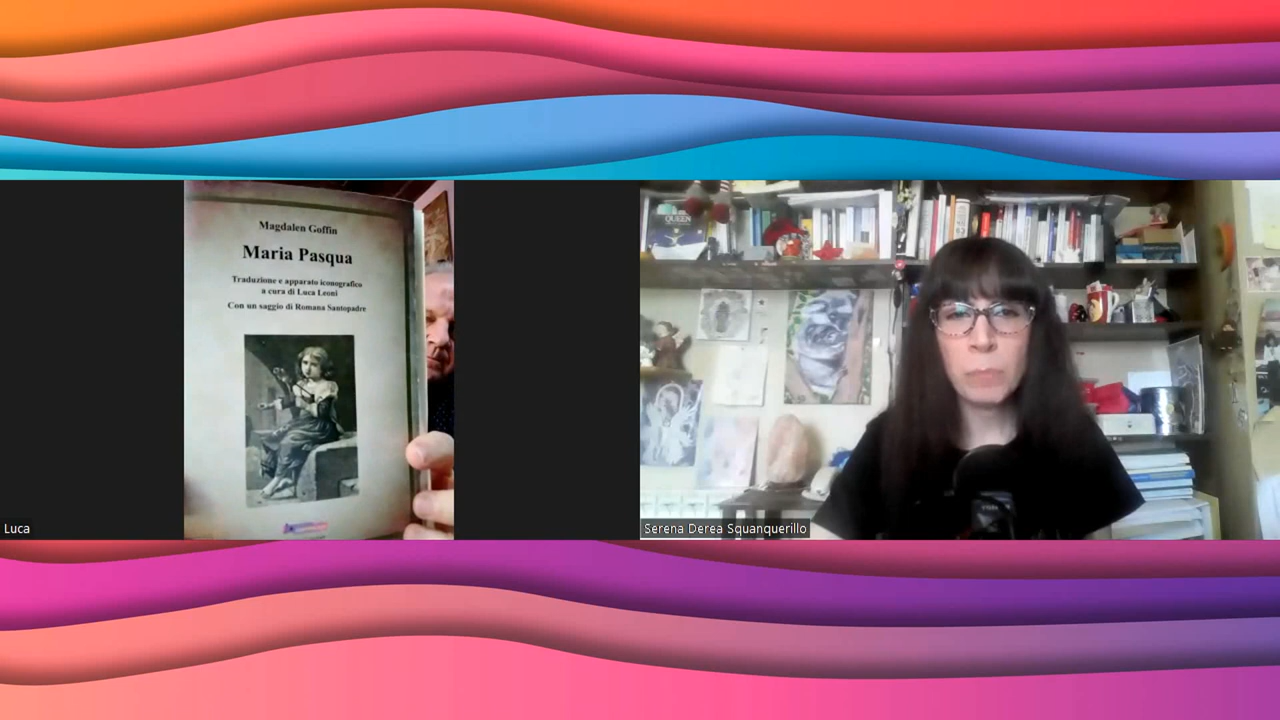 Magdalen Goffin
Maria Pasqua
Traduzione e apparato iconografico
a cura di Luca Leoni
Con un saggio di Romana Santopadre
QUEEN
Luca
Serena Derea Squanquerillo